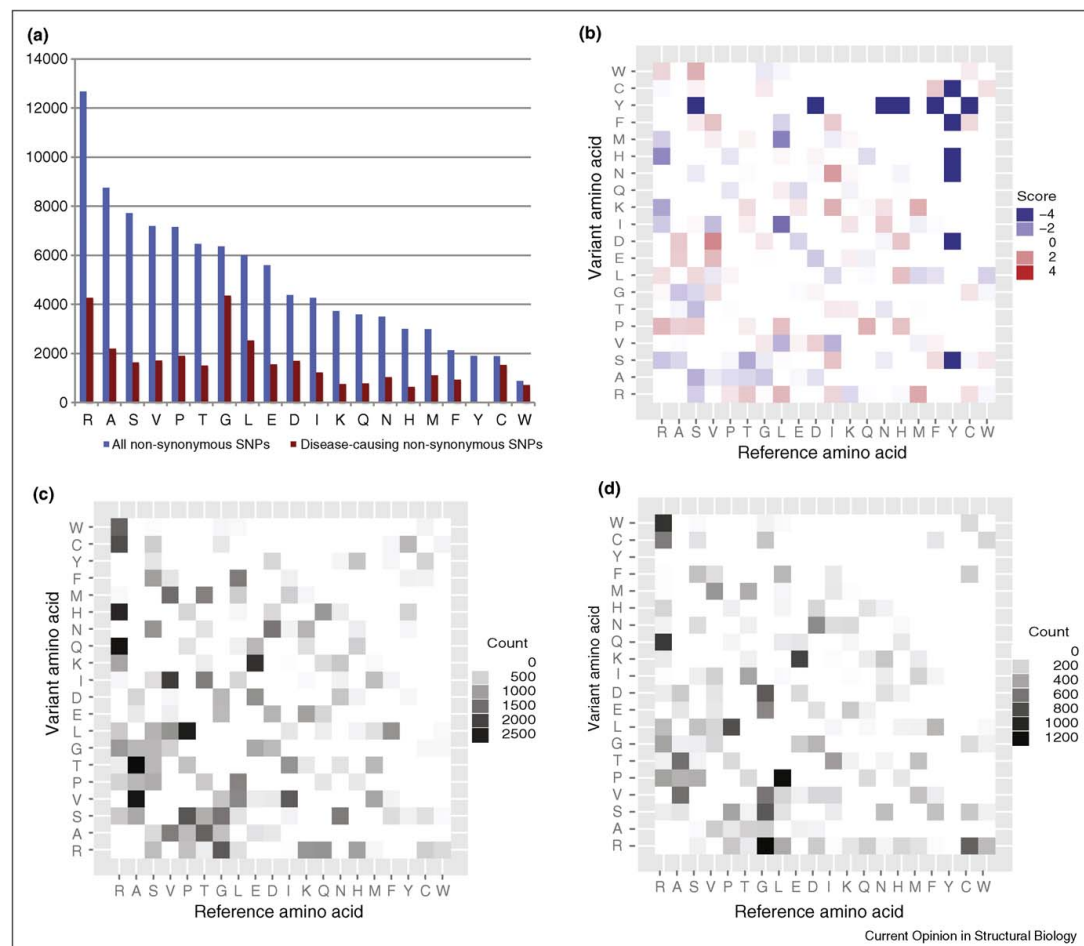 (a)
14000
12000
10000
8000
6000
4000
2000
0
R A S V P T G L E D I K Q N H M F Y C W
All non-synonymous SNPs Disease-causing non-synonymous SNPs
(b)
Variant amino acid
W
C
Y
F
M
H
N
Q
K
I
D
E
L
G
T
P
V
S
A
R
R A S V P T G L E D I K Q N H M F Y C W
Reference amino acid
Score
-4
-2
0
2
4
(c)
Variant amino acid
W
C
Y
F
M
H
N
Q
K
I
D
E
L
G
T
P
V
S
A
R
R A S V P T G L E D I K Q N H M F Y C W
Reference amino acid
Count
0
500
1000
1500
2000
2500
(d)
Variant amino acid
W
C
Y
F
M
H
N
Q
K
I
D
E
L
G
T
P
V
S
A
R
R A S V P T G L E D I K Q N H M F Y C W
Reference amino acid
Count
0
200
400
600
800
1000
1200
Current Opinion in Structural Biology